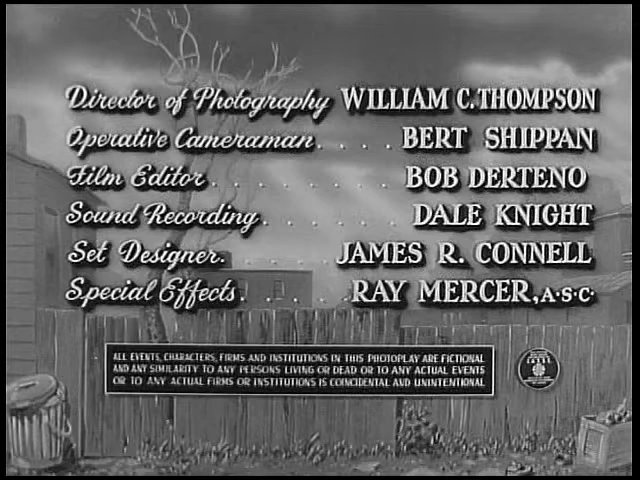 Director of Photography WILLIAM C. THOMPSON
Operative Cameraman. . . . BERT SHIPPAN
Film Editor. . . . . . . . . BOB DERTENO
Sound Recording. . . . . . . DALE KNIGHT
Set Designer. . . . . . JAMES R. CONNELL
Special Effects. . . . . RAY MERCER, A·S·C·
ALL EVENTS, CHARACTERS, FIRMS AND INSTITUTIONS IN THIS PHOTOPLAY ARE FICTIONAL
AND ANY SIMILARITY TO ANY PERSONS LIVING OR DEAD OR TO ANY ACTUAL EVENTS
OR TO ANY ACTUAL FIRMS OR INSTITUTIONS IS COINCIDENTAL AND UNINTENTIONAL